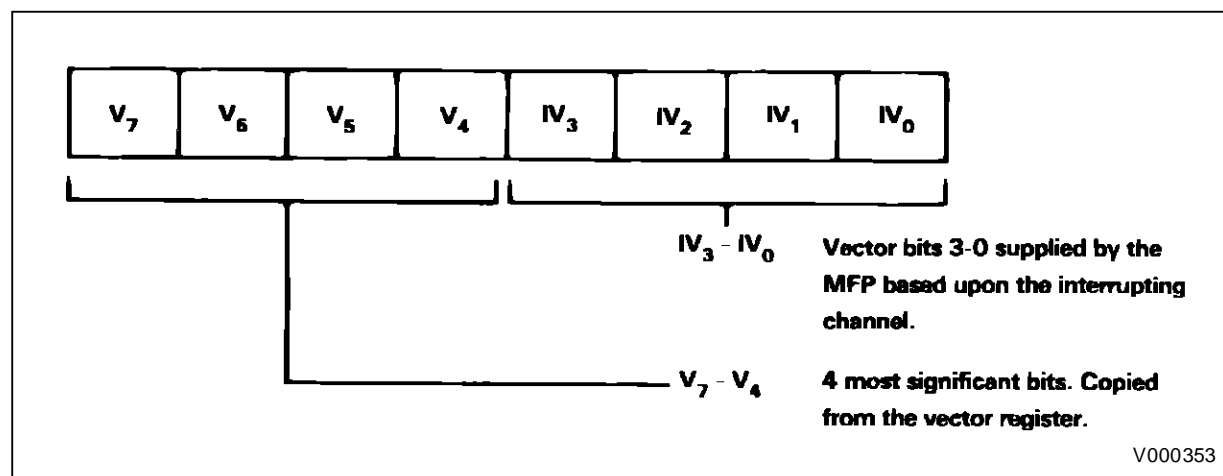 V₇ V₆ V₅ V₄ IV₃ IV₂ IV₁ IV₀
IV₃ - IV₀ Vector bits 3-0 supplied by the
MFP based upon the interrupting
channel.
V₇ - V₄ 4 most significant bits. Copied
from the vector register.
V000353